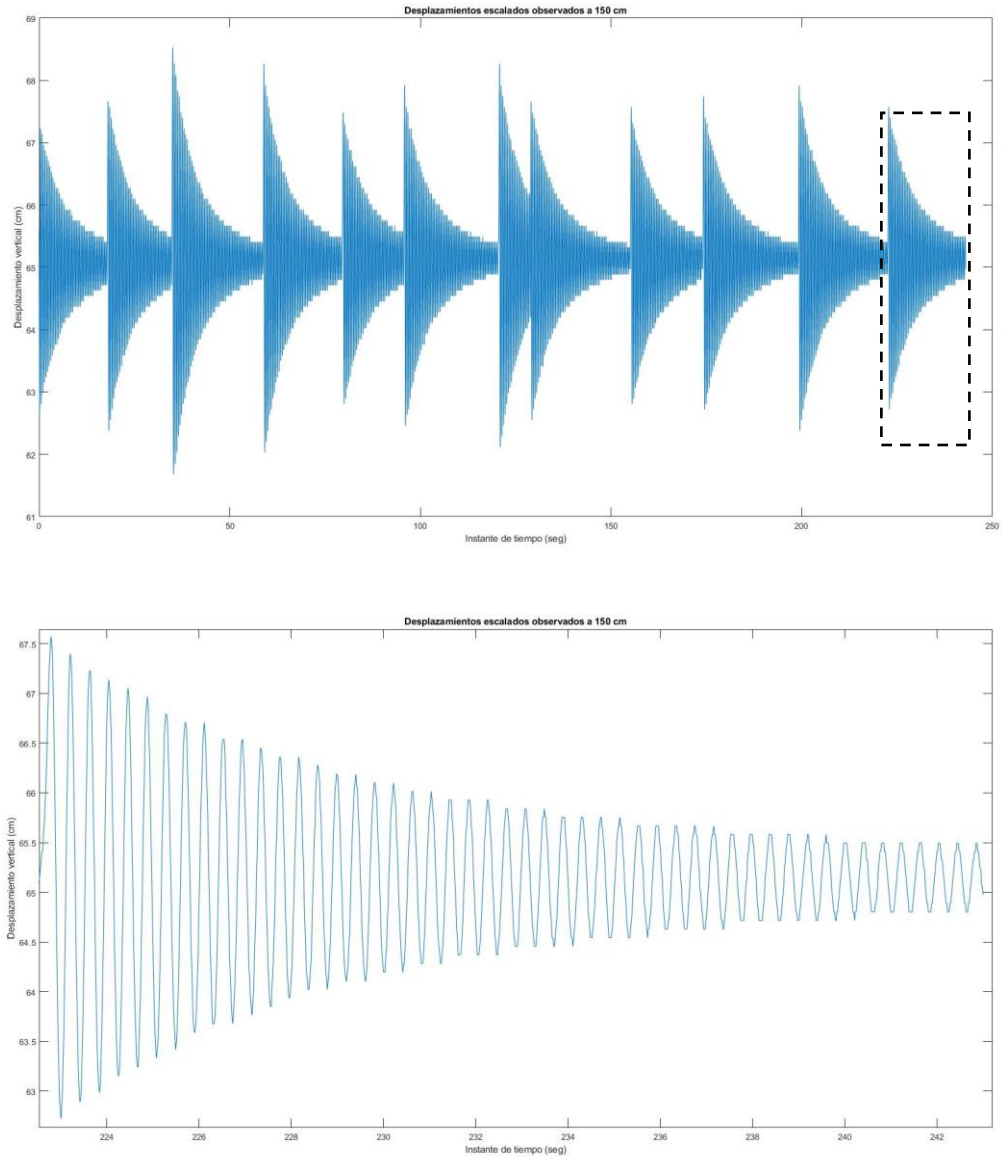 Desplazamientos escalados observados a 150 cm
69
68
67
66
65
64
63
62
61
Desplazamiento vertical (cm)
0 50 100 150 200 250
Instante de tiempo (seg)
Desplazamientos escalados observados a 150 cm
67.5
67
66.5
66
65.5
65
64.5
64
63.5
63
Desplazamiento vertical (cm)
224 226 228 230 232 234 236 238 240 242
Instante de tiempo (seg)